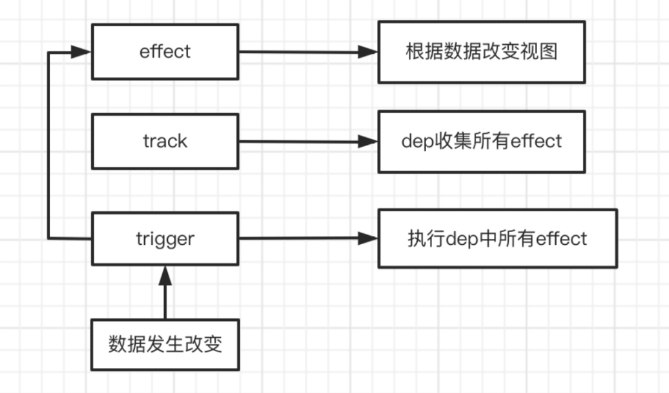 effect
根据数据改变视图
track
dep收集所有effect
trigger
执行dep中所有effect
数据发生改变